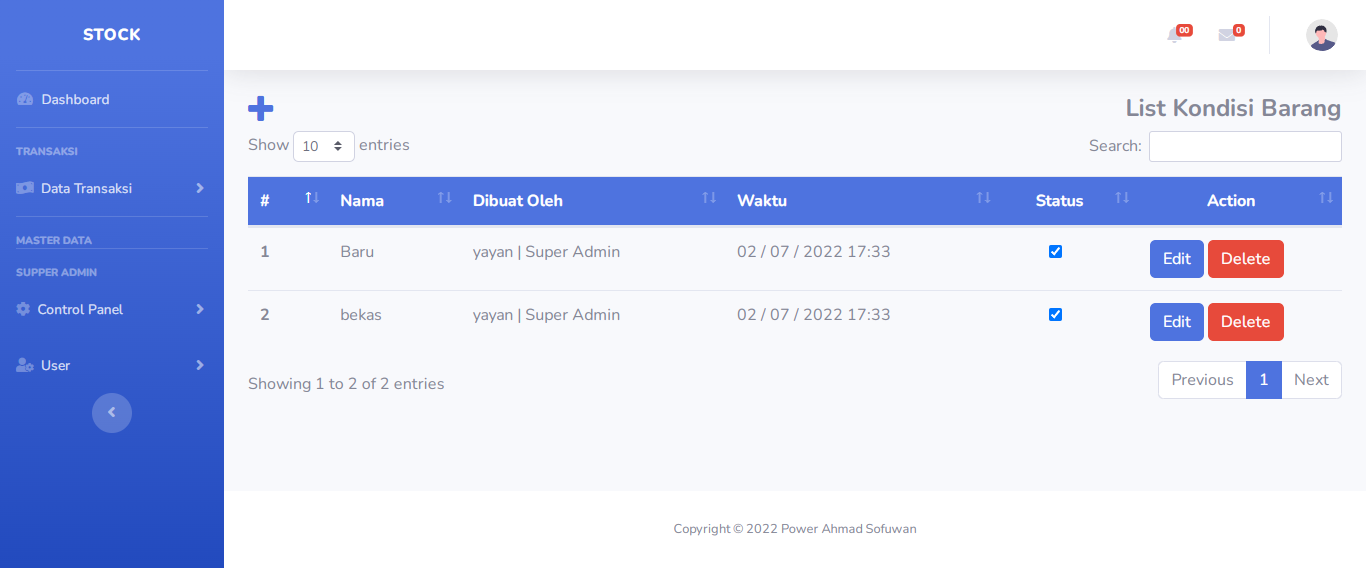 STOCK
00
0
Dashboard
TRANSAKSI
Data Transaksi
MASTER DATA
SUPPER ADMIN
Control Panel
User
List Kondisi Barang
Show 10 entries
Search:
# Nama Dibuat Oleh Waktu Status Action
1 Baru yayan | Super Admin 02 / 07 / 2022 17:33 Edit Delete
2 bekas yayan | Super Admin 02 / 07 / 2022 17:33 Edit Delete
Showing 1 to 2 of 2 entries
Previous 1 Next
Copyright © 2022 Power Ahmad Sofuwan